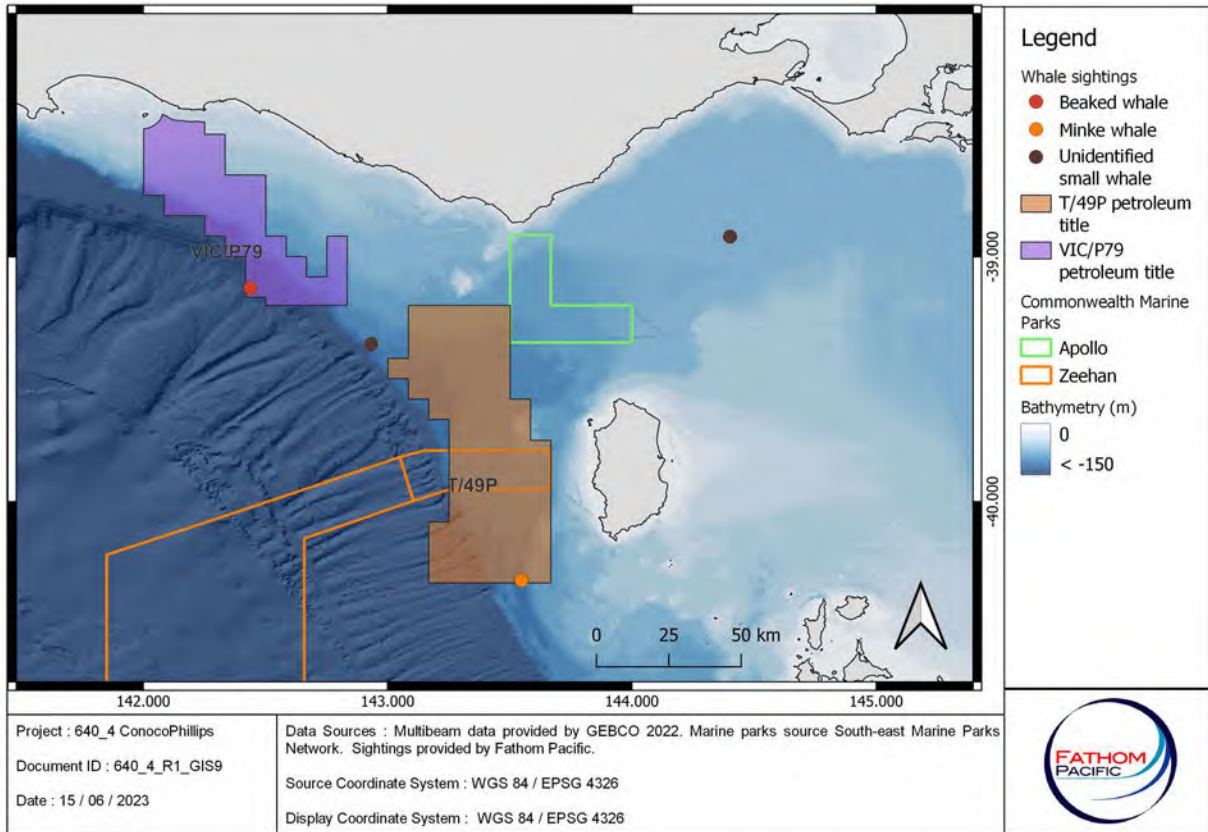 VIC/P79
T/49P
0 25 50 km
-39.000
-40.000
142.000 143.000 144.000 145.000
Legend
Whale sightings
Beaked whale
Minke whale
Unidentified
small whale
T/49P petroleum
title
VIC/P79
petroleum title
Commonwealth Marine
Parks
Apollo
Zeehan
Bathymetry (m)
0
< -150
Project : 640_4 ConocoPhillips
Document ID : 640_4_R1_GIS9
Date : 15 / 06 / 2023
Data Sources : Multibeam data provided by GEBCO 2022. Marine parks source South-east Marine Parks
Network. Sightings provided by Fathom Pacific.
Source Coordinate System : WGS 84 / EPSG 4326
Display Coordinate System : WGS 84 / EPSG 4326
FATHOM
PACIFIC